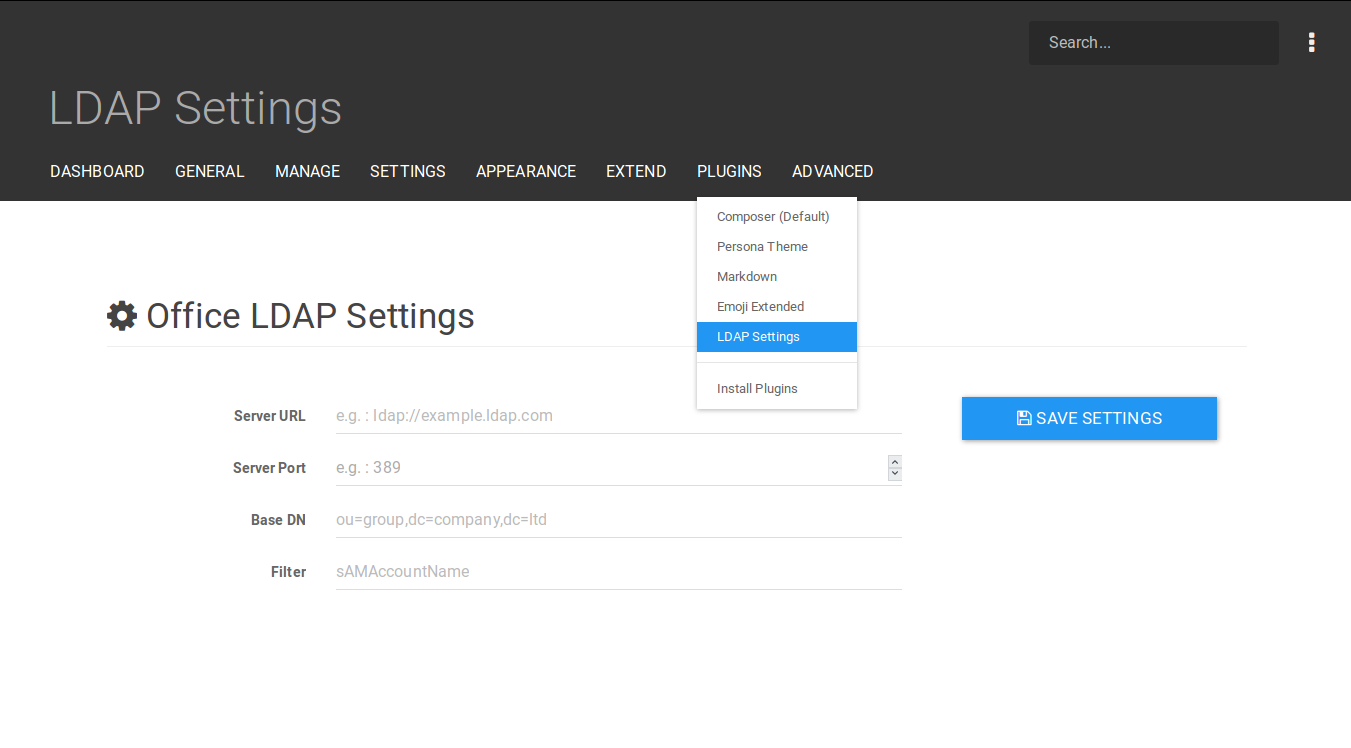 Search...
LDAP Settings
DASHBOARD GENERAL MANAGE SETTINGS APPEARANCE EXTEND PLUGINS ADVANCED
Composer (Default)
Persona Theme
Markdown
Emoji Extended
LDAP Settings
Install Plugins
Office LDAP Settings
Server URL e.g. : ldap://example.ldap.com
Server Port e.g. : 389
Base DN ou=group,dc=company,dc=ltd
Filter sAMAccountName
SAVE SETTINGS